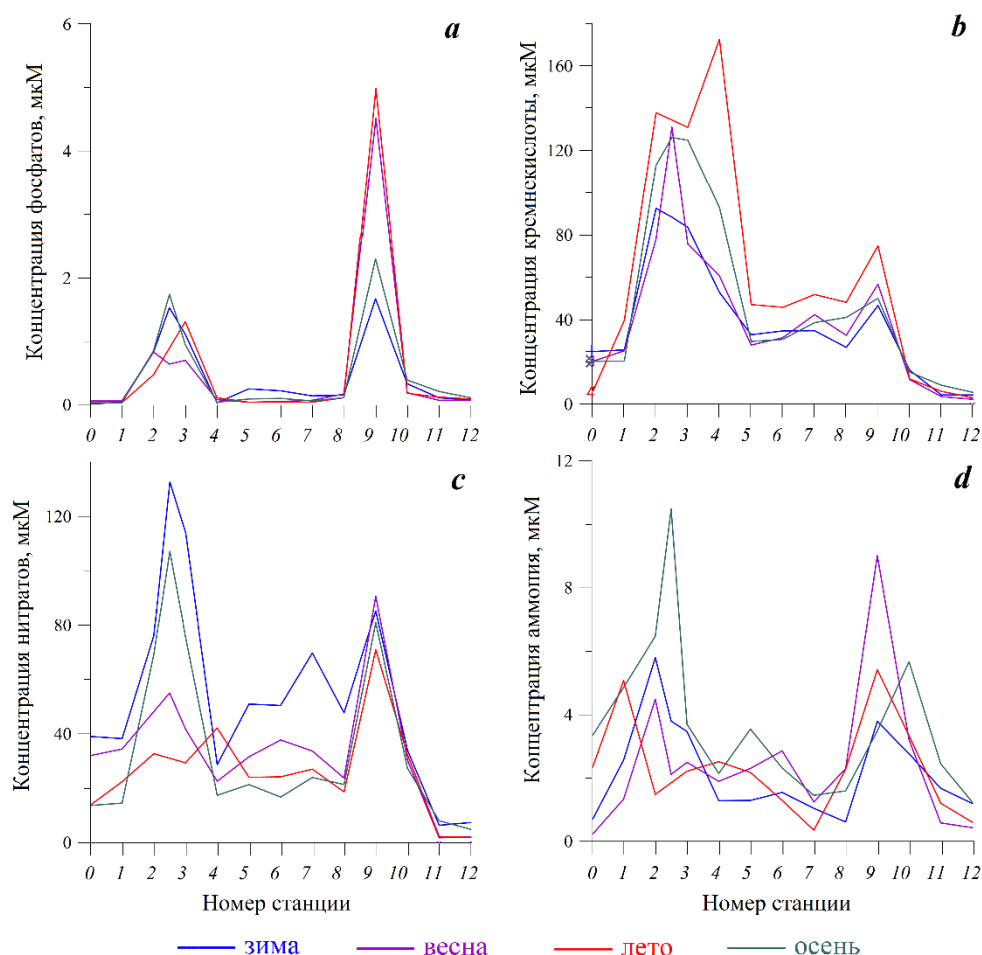 a
Концентрация фосфатов, мкМ
6
4
2
0
0 1 2 3 4 5 6 7 8 9 10 11 12
b
Концентрация крсмнскислоты, мкМ
160
120
80
40
0
0 1 2 3 4 5 6 7 8 9 10 11 12
c
Концентрация нитратов, мкМ
120
80
40
0
0 1 2 3 4 5 6 7 8 9 10 11 12
Номер станции
d
Копцептрация аммопия, мкМ
12
8
4
0
0 1 2 3 4 5 6 7 8 9 10 11 12
Номер станции
зима весна лето осень